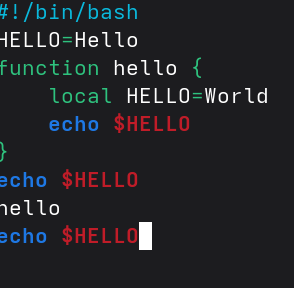 #!/bin/bash
HELLO=Hello
function hello {
    local HELLO=World
    echo $HELLO
}
echo $HELLO
hello
echo $HELLO